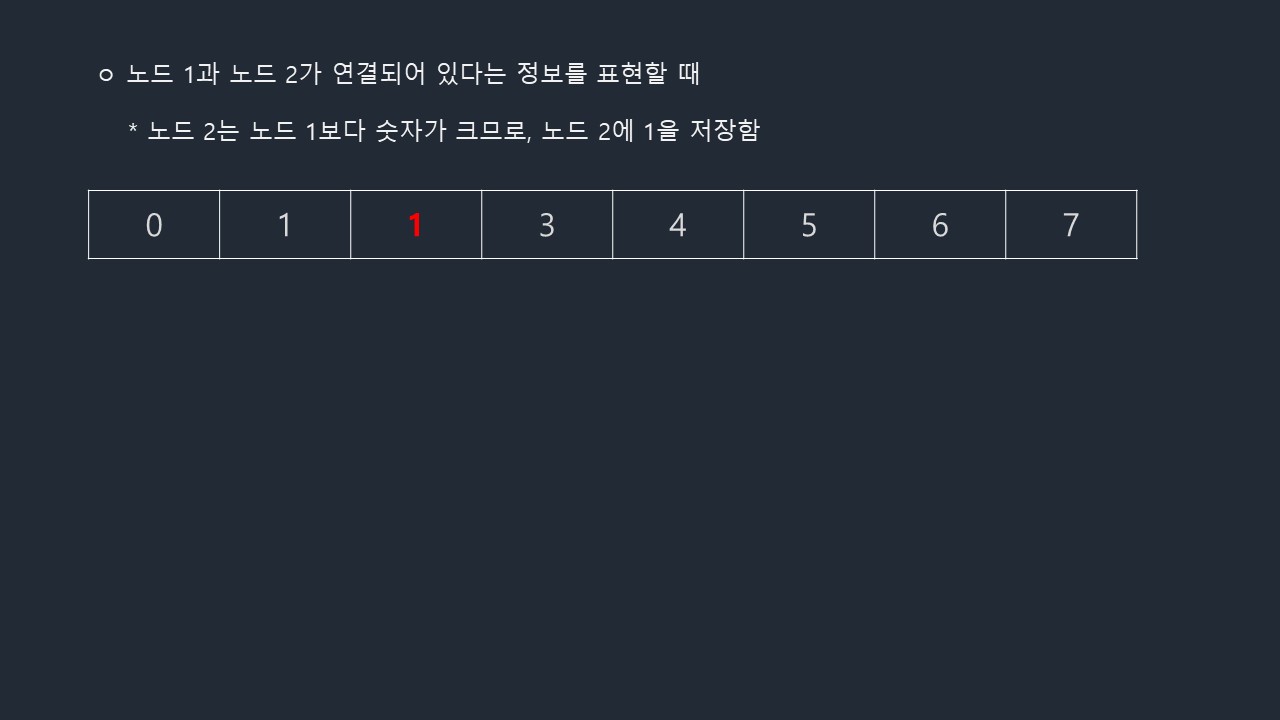 ㅇ 노드 1과 노드 2가 연결되어 있다는 정보를 표현할 때
* 노드 2는 노드 1보다 숫자가 크므로, 노드 2에 1을 저장함
0 1 1 3 4 5 6 7